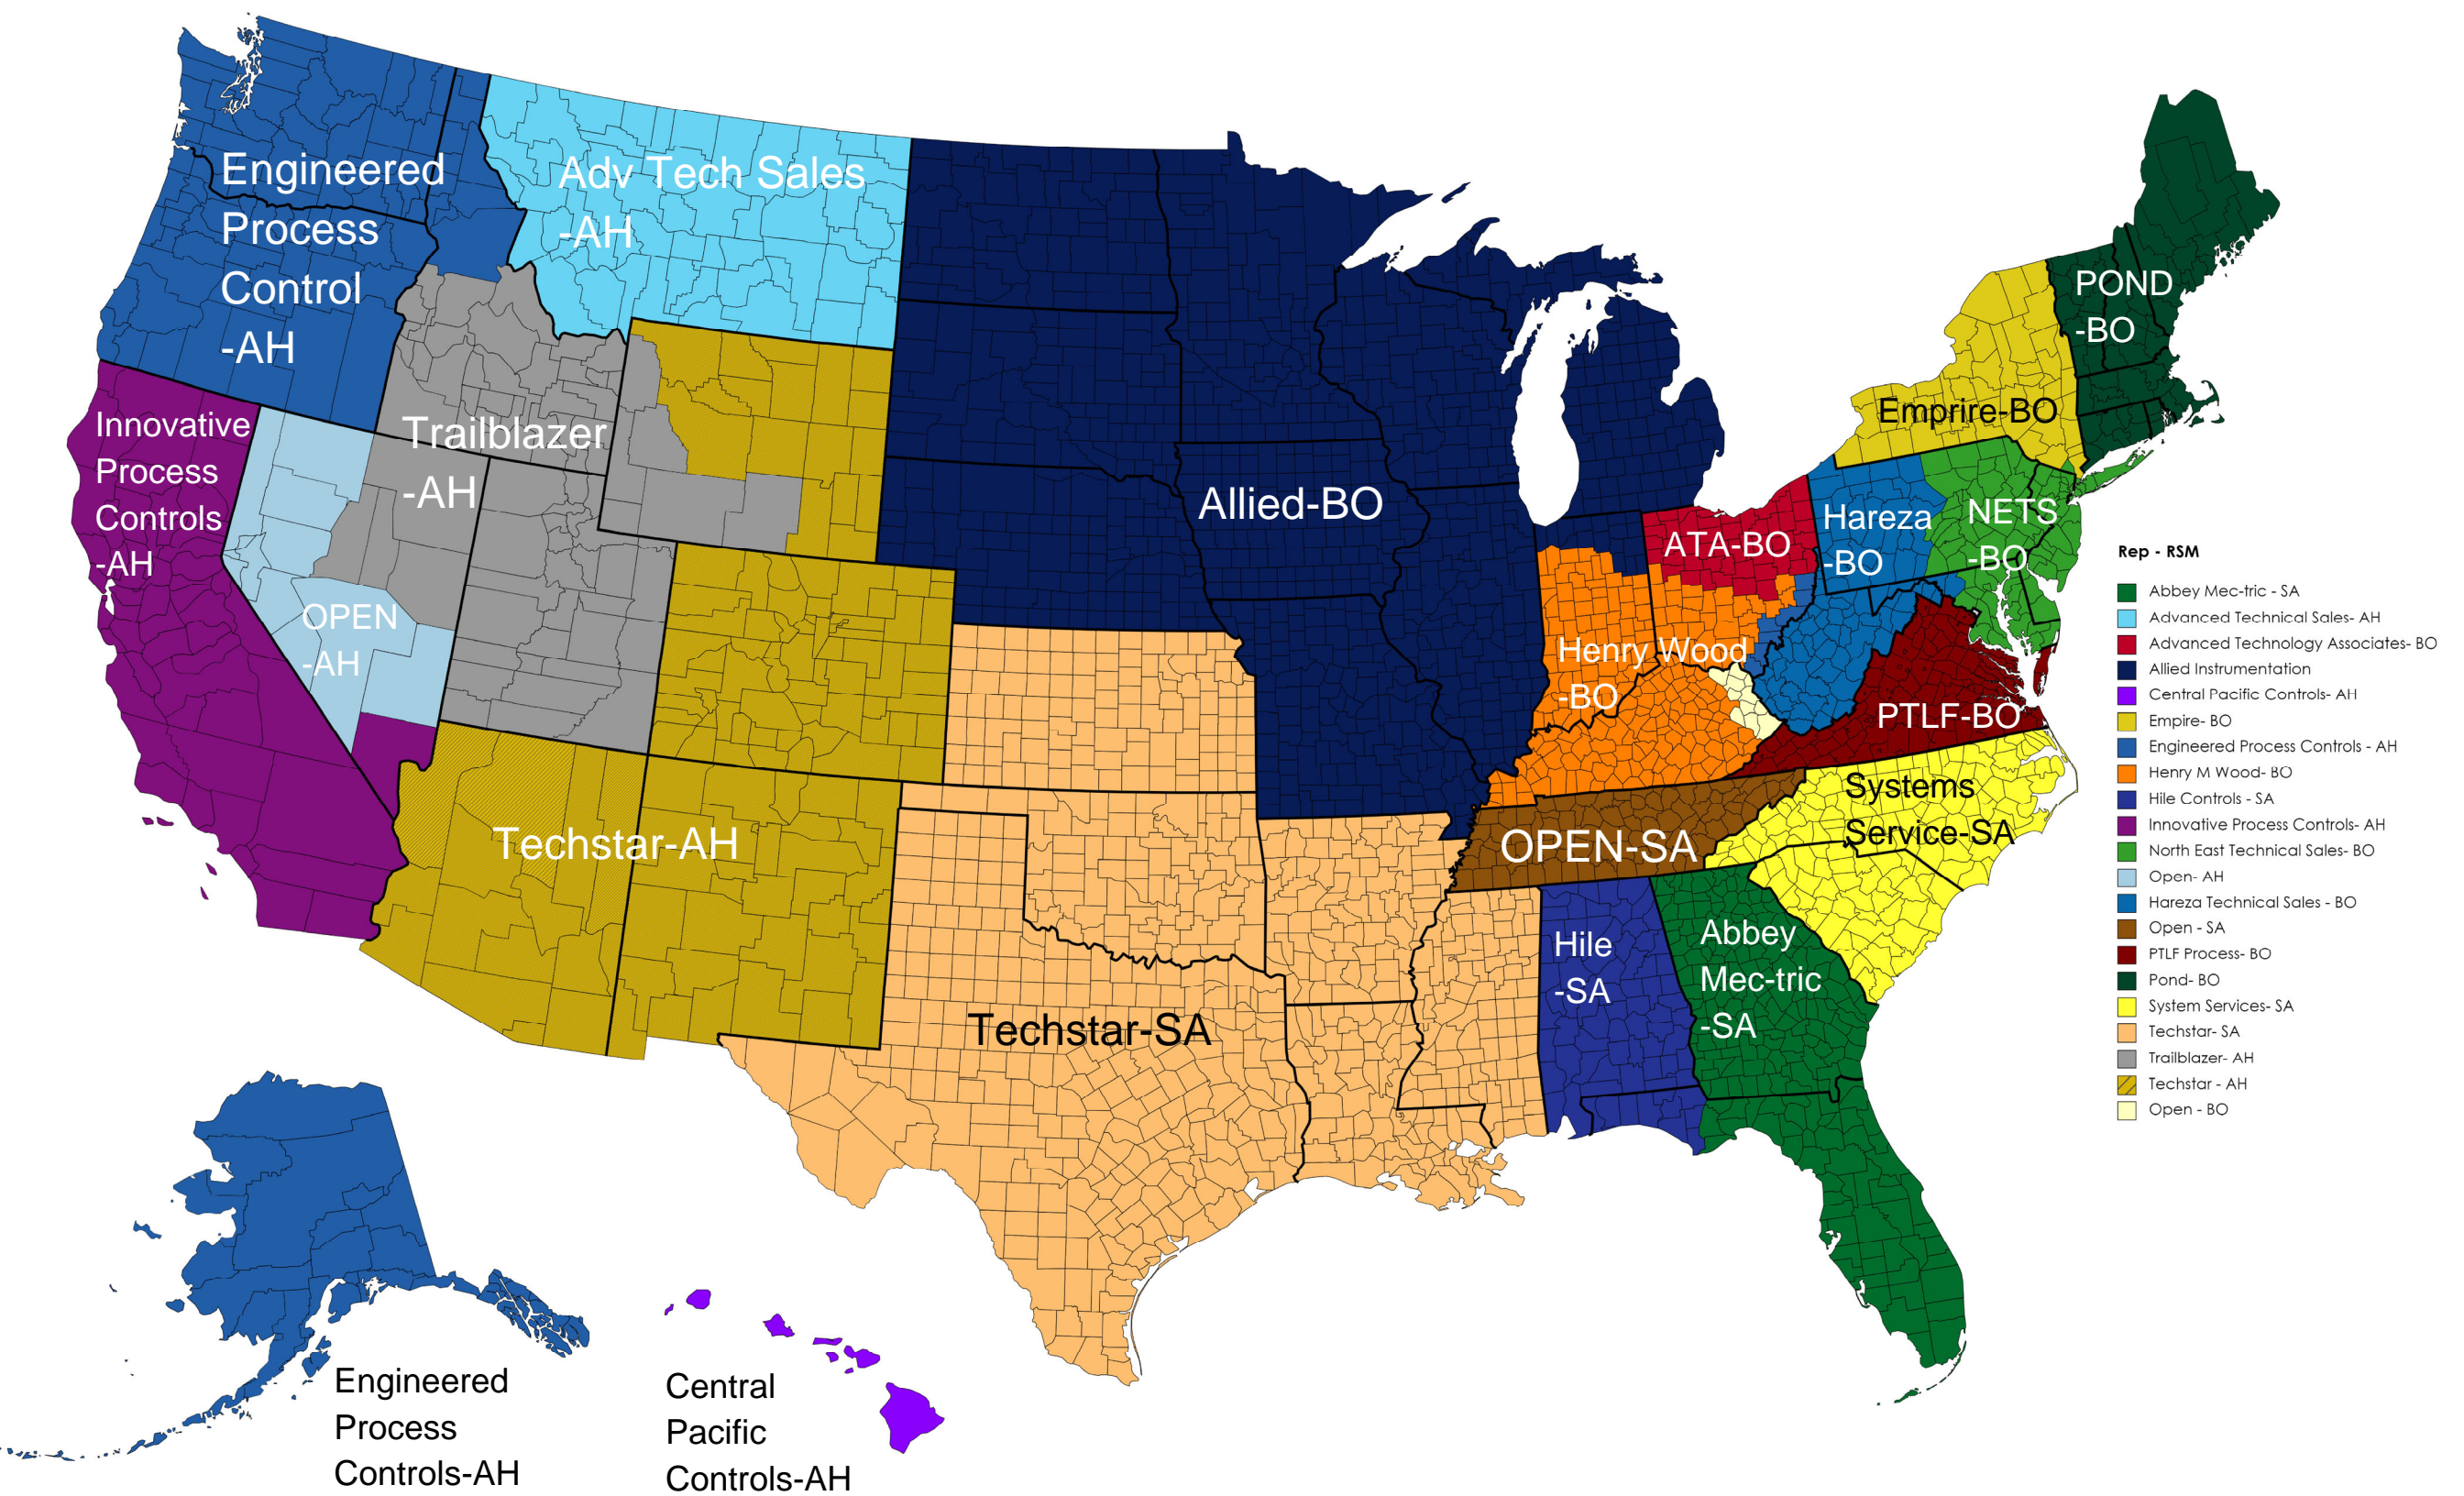 Engineered
Process
Control
-AH
Adv Tech Sales
-AH
Innovative
Process
Controls
-AH
Trailblazer
-AH
OPEN
-AH
Allied-BO
Techstar-AH
Techstar-SA
Henry Wood
-BO
ATA-BO
Hareza
-BO
NETS
-BO
Emprire-BO
POND
-BO
PTLF-BO
Systems
Service-SA
OPEN-SA
Hile
-SA
Abbey
Mec-tric
-SA
Engineered
Process
Controls-AH
Central
Pacific
Controls-AH
Rep - RSM
Abbey Mec-tric - SA
Advanced Technical Sales- AH
Advanced Technology Associates- BO
Allied Instrumentation
Central Pacific Controls- AH
Empire- BO
Engineered Process Controls - AH
Henry M Wood- BO
Hile Controls - SA
Innovative Process Controls- AH
North East Technical Sales- BO
Open- AH
Hareza Technical Sales - BO
Open - SA
PTLF Process- BO
Pond- BO
System Services- SA
Techstar- SA
Trailblazer- AH
Techstar - AH
Open - BO